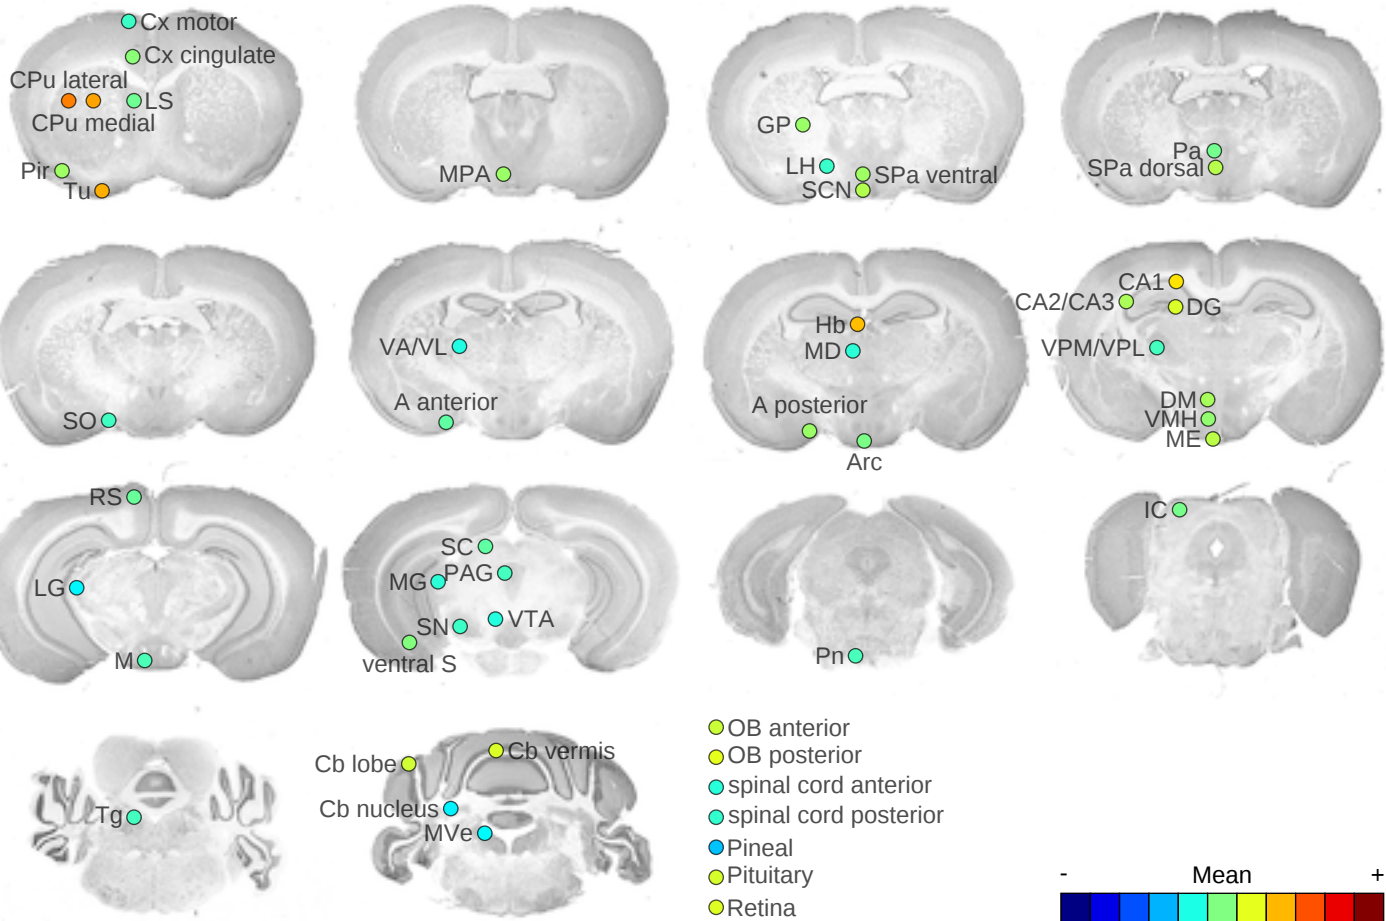 Cx motor
Cx cingulate
CPu lateral
LS
CPu medial
Pir
Tu
MPA
GP
LH
SPa ventral
SCN
Pa
SPa dorsal
SO
VA/VL
A anterior
Hb
MD
A posterior
Arc
CA1
CA2/CA3
DG
VPM/VPL
DM
VMH
ME
RS
LG
M
SC
PAG
MG
VTA
SN
ventral S
Pn
IC
Tg
Cb vermis
Cb lobe
Cb nucleus
MVe
OB anterior
OB posterior
spinal cord anterior
spinal cord posterior
Pineal
Pituitary
Retina
- Mean +